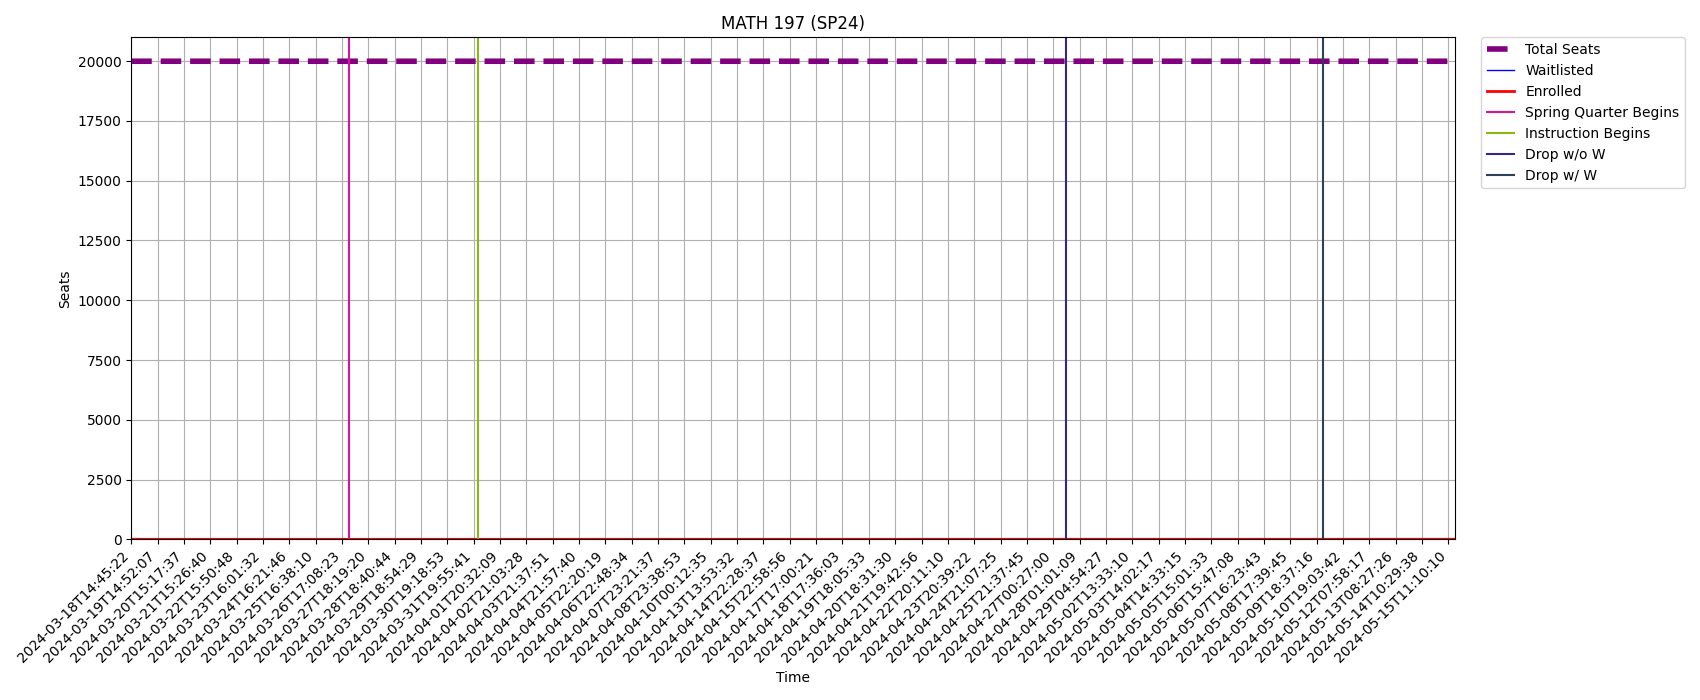 MATH 197 (SP24)
Total Seats
Waitlisted
Enrolled
Spring Quarter Begins
Instruction Begins
Drop w/o W
Drop w/ W
Seats
20000
17500
15000
12500
10000
7500
5000
2500
0
2024-03-18T14:45:22
2024-03-19T14:52:07
2024-03-20T15:17:37
2024-03-21T15:26:40
2024-03-22T15:50:48
2024-03-23T16:01:32
2024-03-24T16:21:46
2024-03-25T16:38:10
2024-03-26T17:08:23
2024-03-27T18:19:20
2024-03-28T18:40:44
2024-03-29T18:54:29
2024-03-30T19:18:53
2024-03-31T19:55:41
2024-04-01T20:32:09
2024-04-02T21:03:28
2024-04-03T21:37:51
2024-04-04T21:57:40
2024-04-05T22:20:19
2024-04-06T22:48:34
2024-04-07T23:21:37
2024-04-08T23:38:53
2024-04-10T00:12:35
2024-04-13T13:53:32
2024-04-14T22:28:37
2024-04-15T22:58:56
2024-04-17T17:00:21
2024-04-18T17:36:03
2024-04-19T18:05:33
2024-04-20T18:31:30
2024-04-21T19:42:56
2024-04-22T20:11:10
2024-04-23T20:39:22
2024-04-24T21:07:25
2024-04-25T21:37:45
2024-04-27T00:27:00
2024-04-28T01:01:09
2024-04-29T04:54:27
2024-05-02T13:33:10
2024-05-03T14:02:17
2024-05-04T14:33:15
2024-05-05T15:01:33
2024-05-06T15:47:08
2024-05-07T16:23:43
2024-05-08T17:39:45
2024-05-09T18:37:16
2024-05-10T19:03:42
2024-05-12T07:58:17
2024-05-13T08:27:26
2024-05-14T10:29:38
2024-05-15T11:10:10
Time